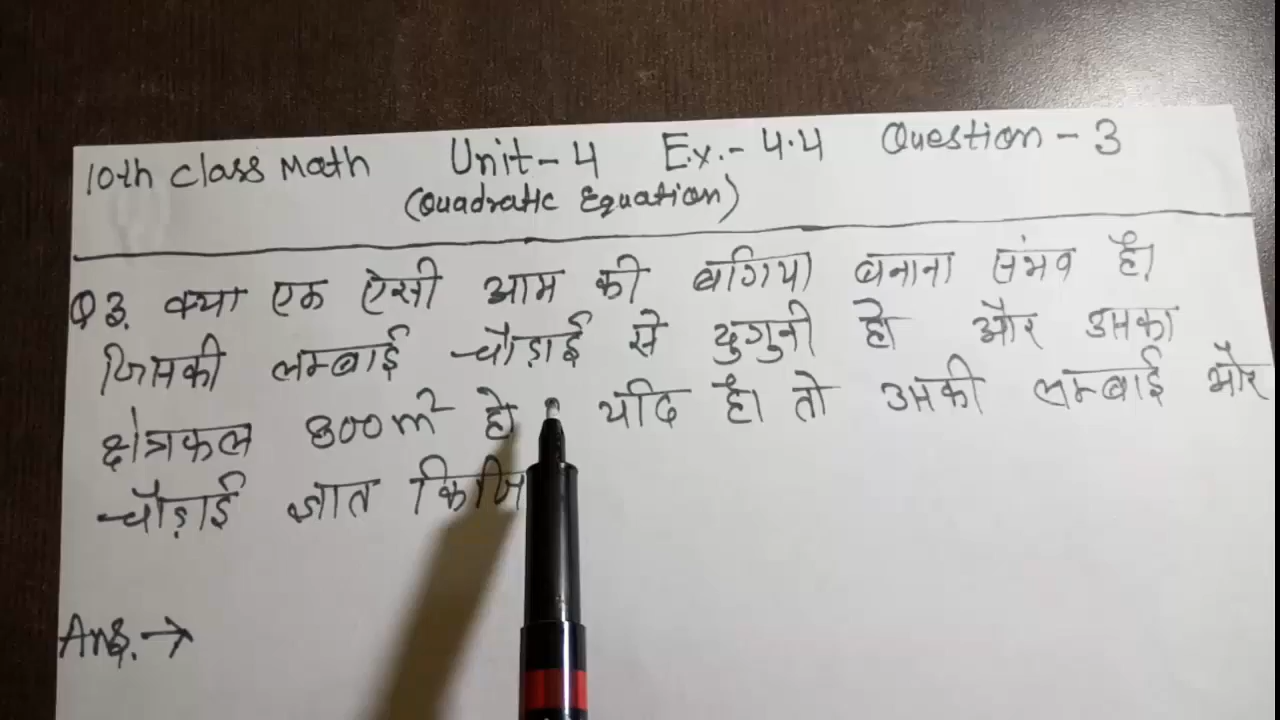 10th Class Math Unit-4 Ex.-4.4 Question-3
(Quadratic Equation)
Q3. क्या एक ऐसी आम की बगिया बनाना संभव है।
जिसकी लम्बाई चौड़ाई से दुगुनी हो और उसका
क्षेत्रफल 800m² हो यदि है। तो उसकी लम्बाई और
चौड़ाई ज्ञात
Ans. →